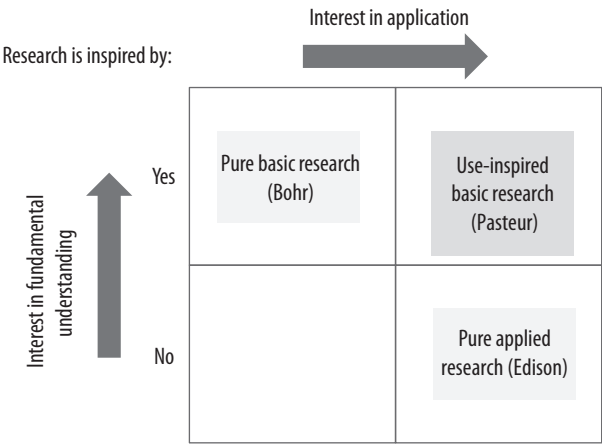 Interest in application
Research is inspired by:
Yes
Pure basic research
(Bohr)
Use-inspired
basic research
(Pasteur)
Interest in fundamental
understanding
No
Pure applied
research (Edison)